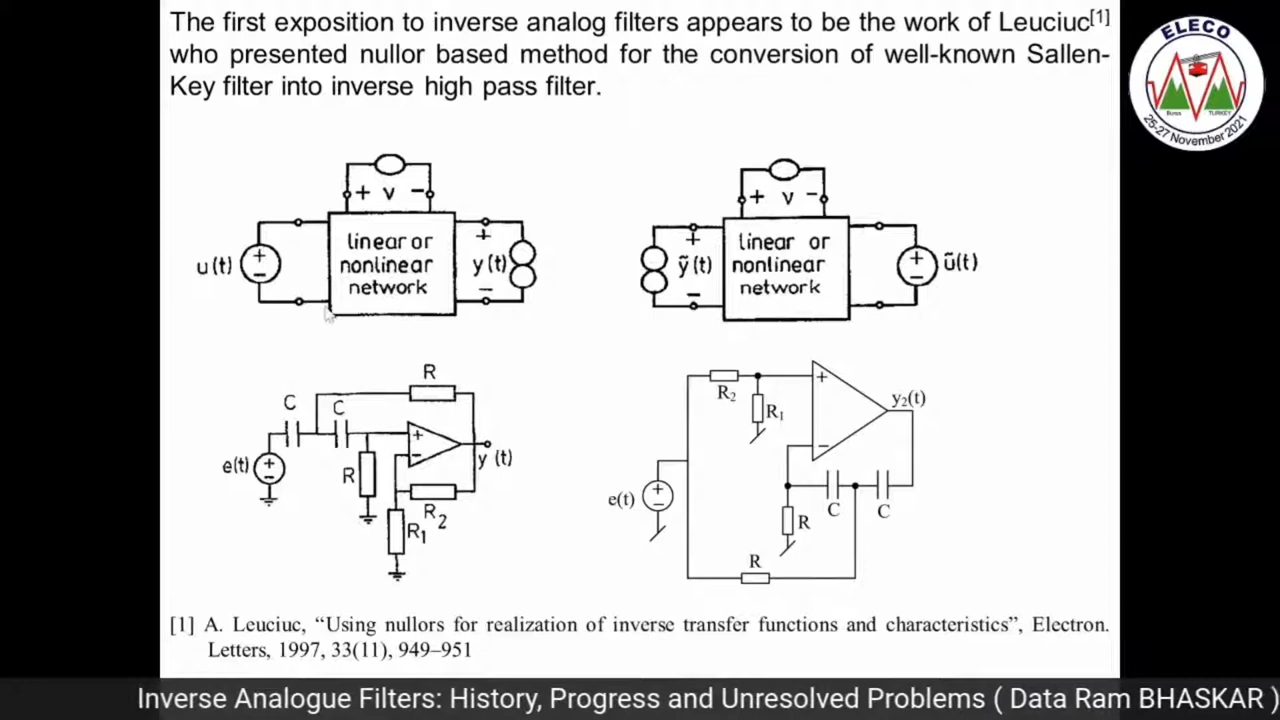 The first exposition to inverse analog filters appears to be the work of Leuciuc[1]
who presented nullor based method for the conversion of well-known Sallen-
Key filter into inverse high pass filter.
ELECO
Bursa TURKEY
25-27 November 2021
+ v −
u(t)
+
−
linear or
nonlinear
network
+
y(t)
−
+ v −
+
ỹ(t)
−
linear or
nonlinear
network
+
−
ũ(t)
R
C
C
e(t)
+
−
R
+
−
y (t)
R2
R1
R2
R1
+
−
y2(t)
e(t)
+
−
R
C
C
R
[1] A. Leuciuc, “Using nullors for realization of inverse transfer functions and characteristics”, Electron.
Letters, 1997, 33(11), 949–951
Inverse Analogue Filters: History, Progress and Unresolved Problems ( Data Ram BHASKAR )